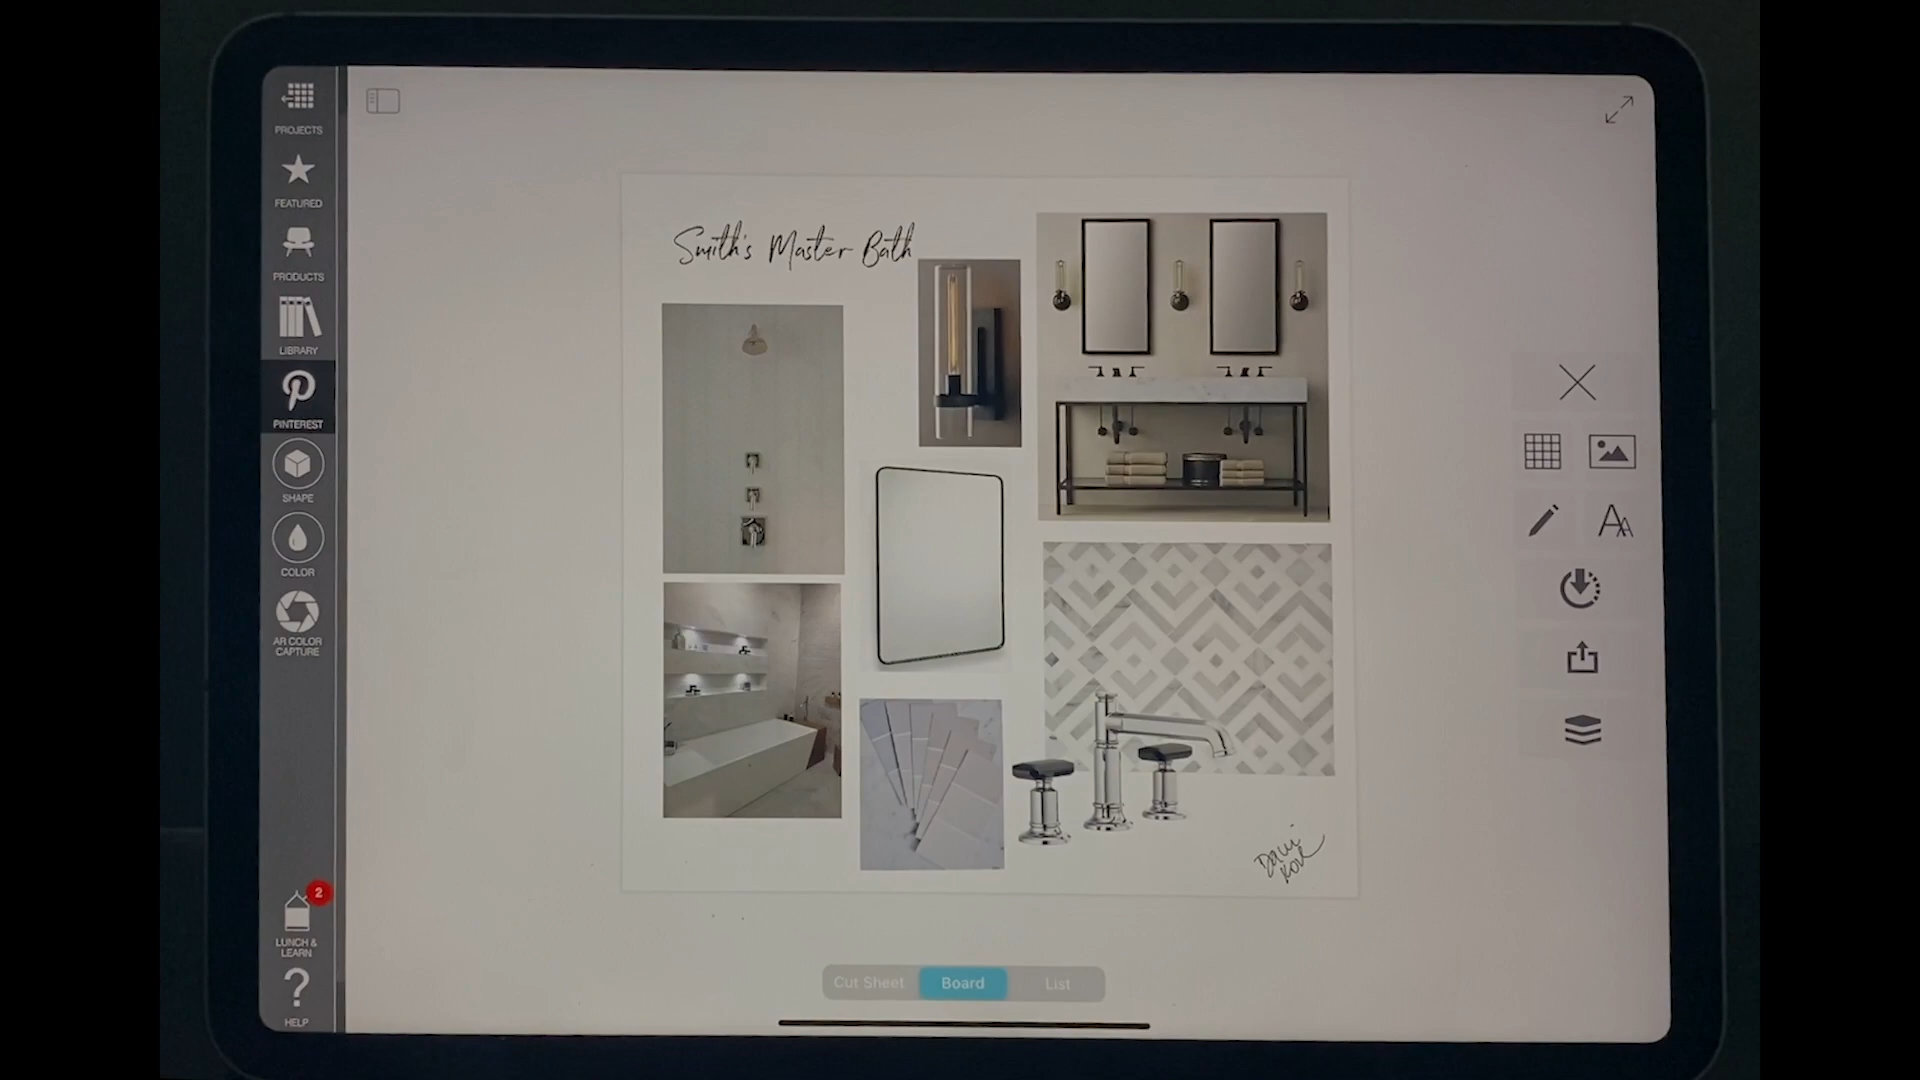 PROJECTS
FEATURED
PRODUCTS
LIBRARY
PINTEREST
SHAPE
COLOR
AR COLOR
CAPTURE
2
LUNCH &
LEARN
HELP
Smith's Master Bath
Cut Sheet
Board
List